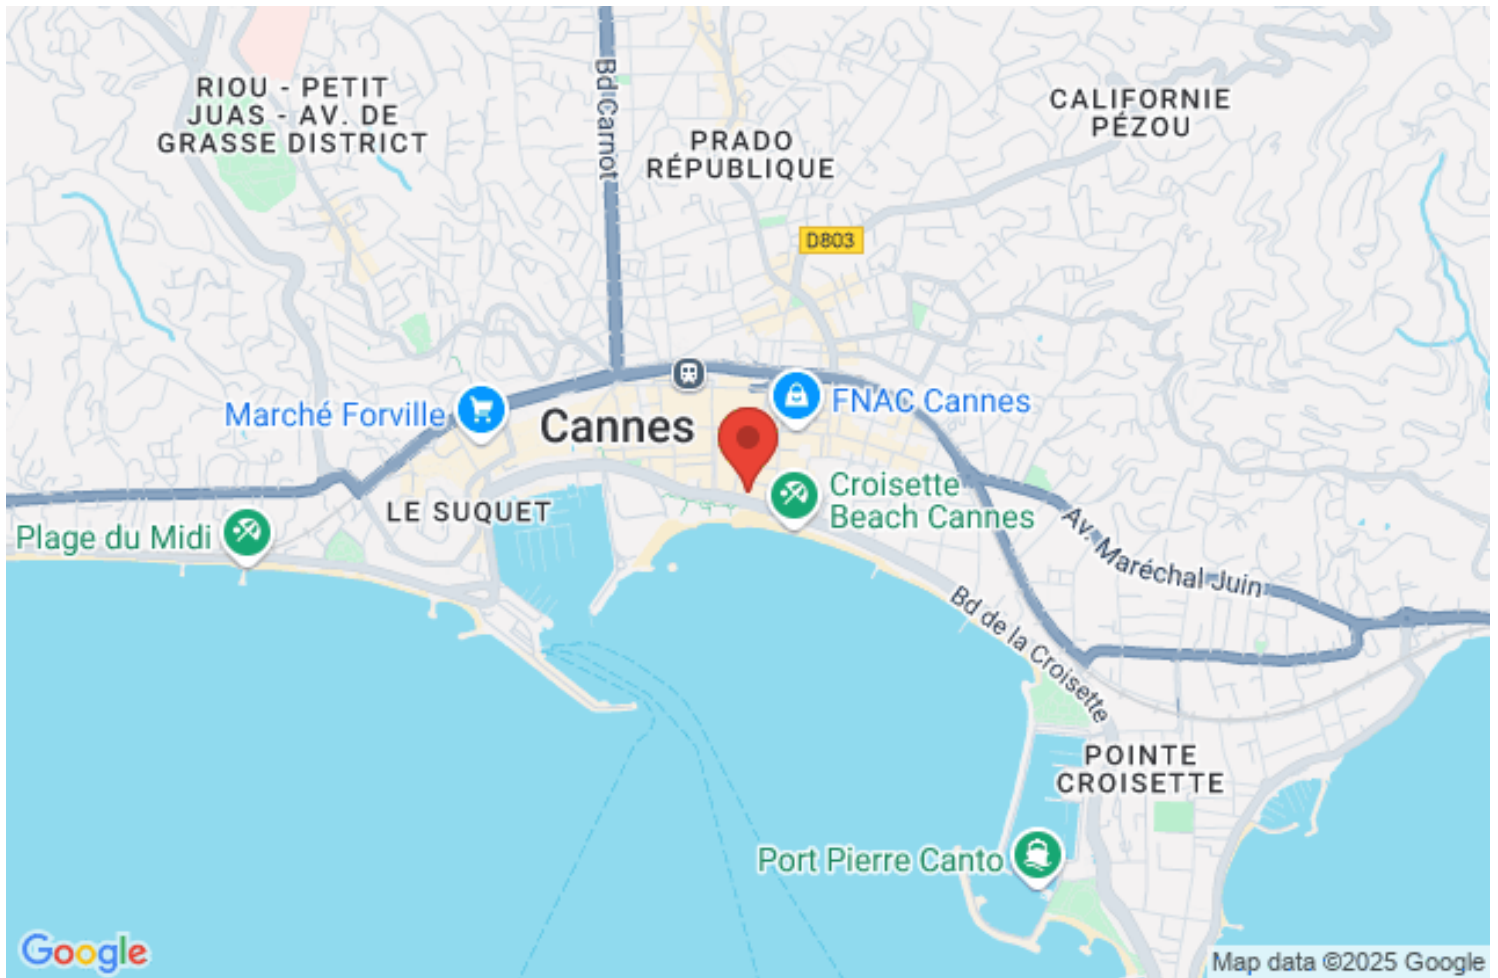 RIOU - PETIT
JUAS - AV. DE
GRASSE DISTRICT
Bd Carnot
PRADO
RÉPUBLIQUE
CALIFORNIE
PÉZOU
D803
Marché Forville
Cannes
FNAC Cannes
Croisette
Beach Cannes
LE SUQUET
Plage du Midi
Av. Maréchal Juin
Bd de la Croisette
POINTE
CROISETTE
Port Pierre Canto
Google
Map data ©2025 Google